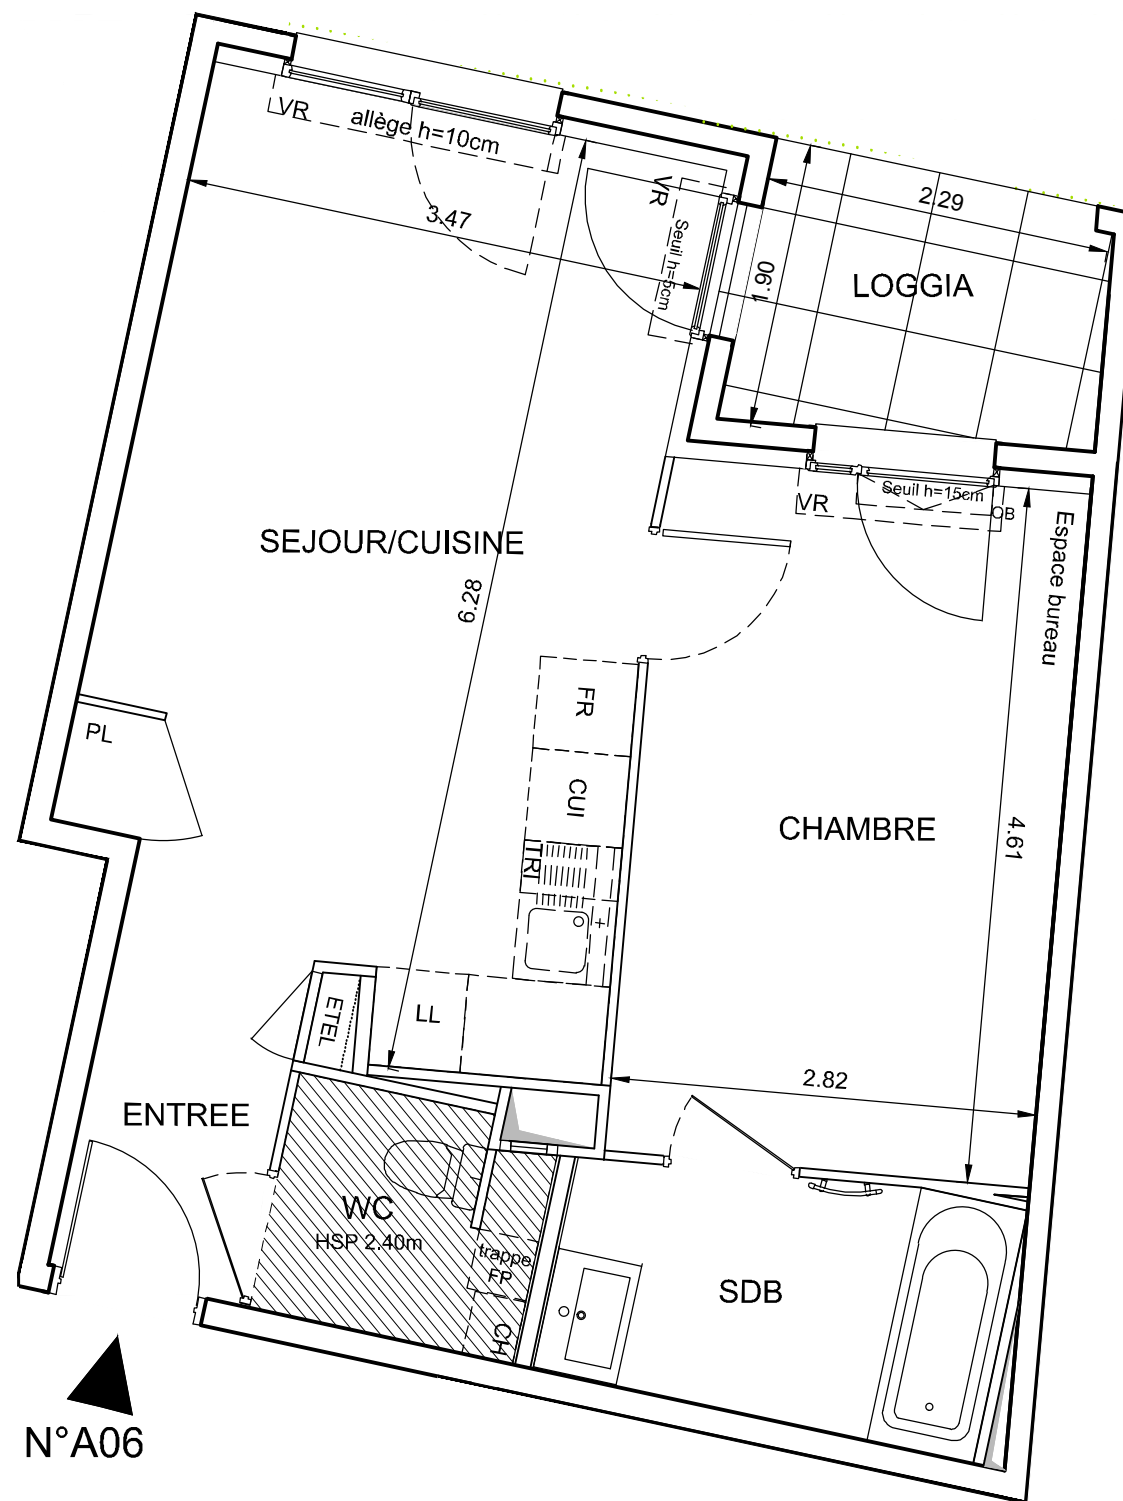 VR
allège h=10cm
3.47
VR
Seuil h=5cm
2.29
1.90
LOGGIA
SEJOUR/CUISINE
6.28
VR
Seuil h=15cm
OB
Espace bureau
FR
PL
CUI
TRI
CHAMBRE
4.61
ETEL
LL
2.82
ENTREE
WC
HSP 2.40m
trappe
FP
CH
SDB
N°A06